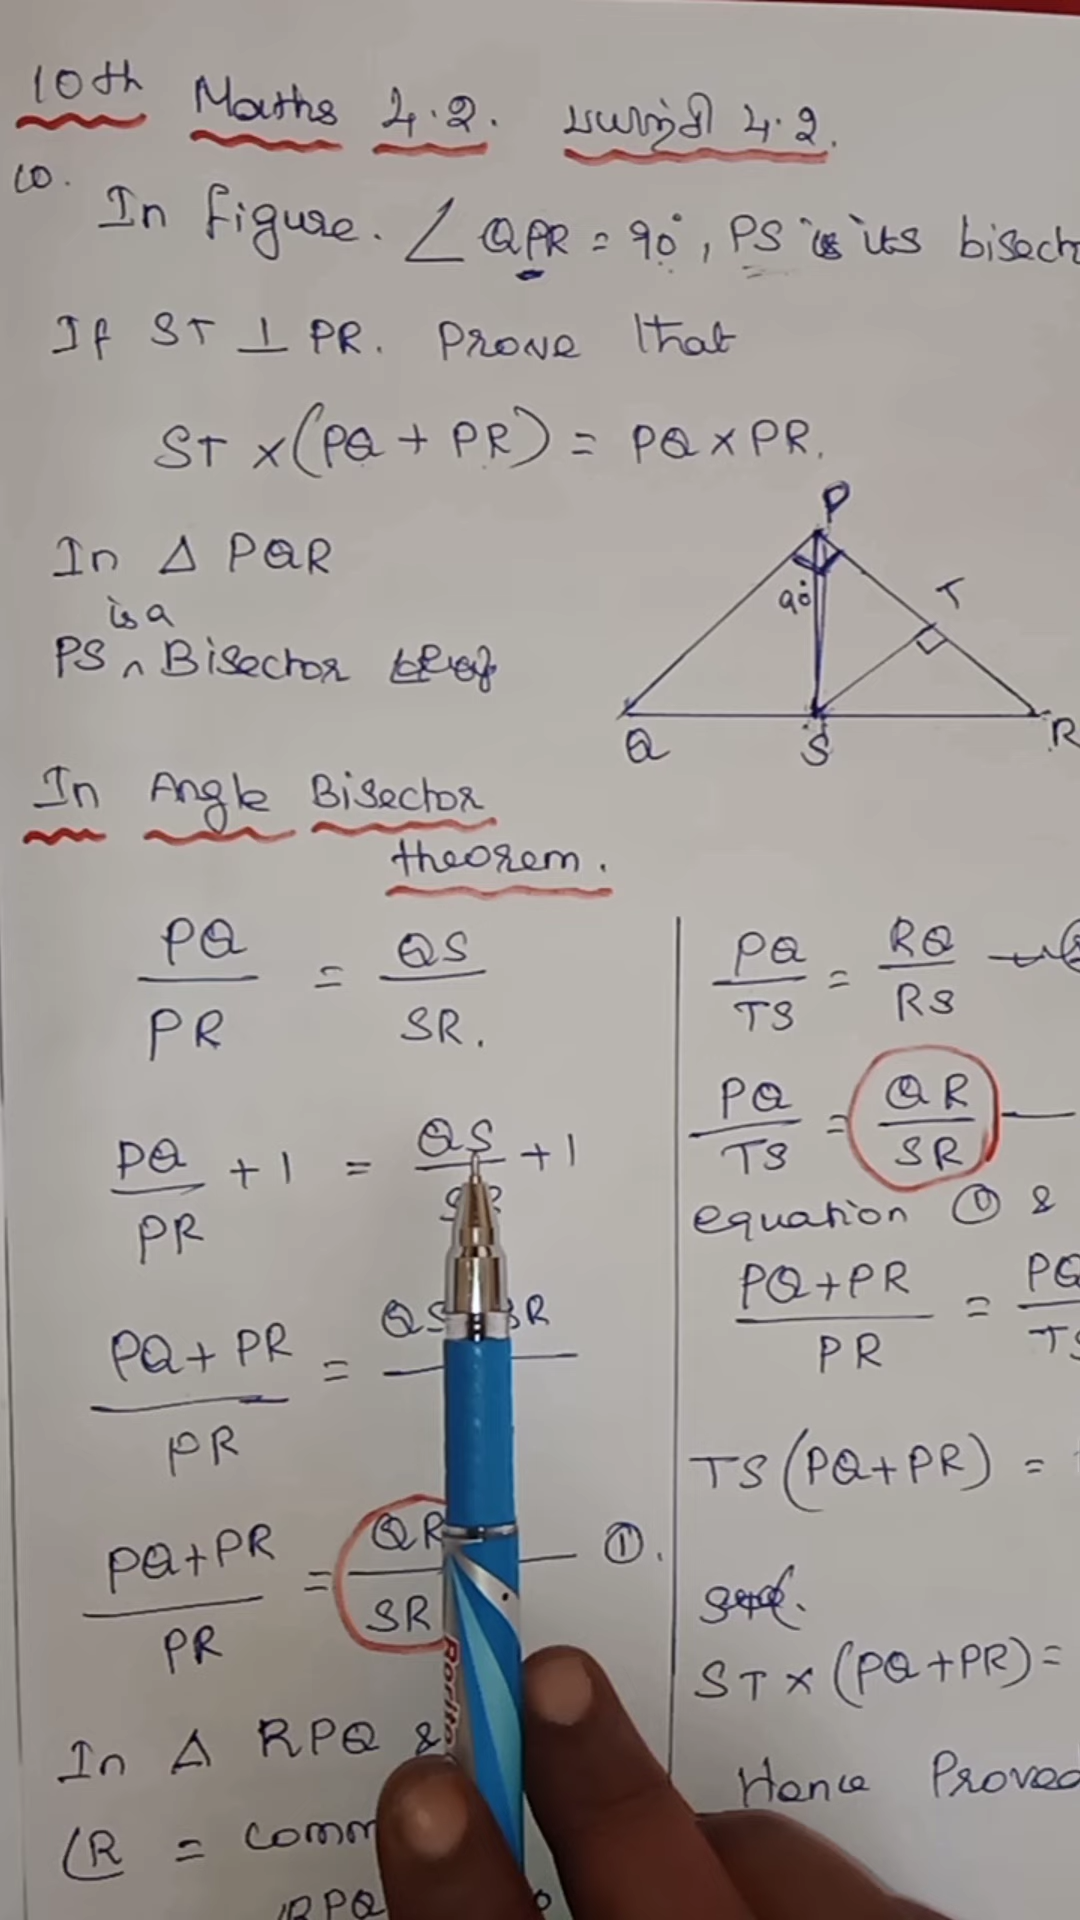 10th Maths 4.2. பயிற்சி 4.2.
10.
In figure. ∠QPR = 90°, PS is its
If ST ⊥ PR. Prove that
ST × (PQ + PR) = PQ × PR.
In Δ PQR
is a
PS ^ Bisector
P
90°
T
Q
S
R
In Angle Bisector
theorem.
PQ/PR = QS/SR.
PQ/PR + 1 = QS/SR + 1
PQ + PR/PR =
PQ+PR/PR = QR/SR — ①.
In Δ RPQ &
∠R =
PQ/TS = RQ/RS
PQ/TS = QR/SR —
equation ① &
PQ+PR/PR =
TS(PQ+PR) =
ST × (PQ+PR) =
Hence Proved